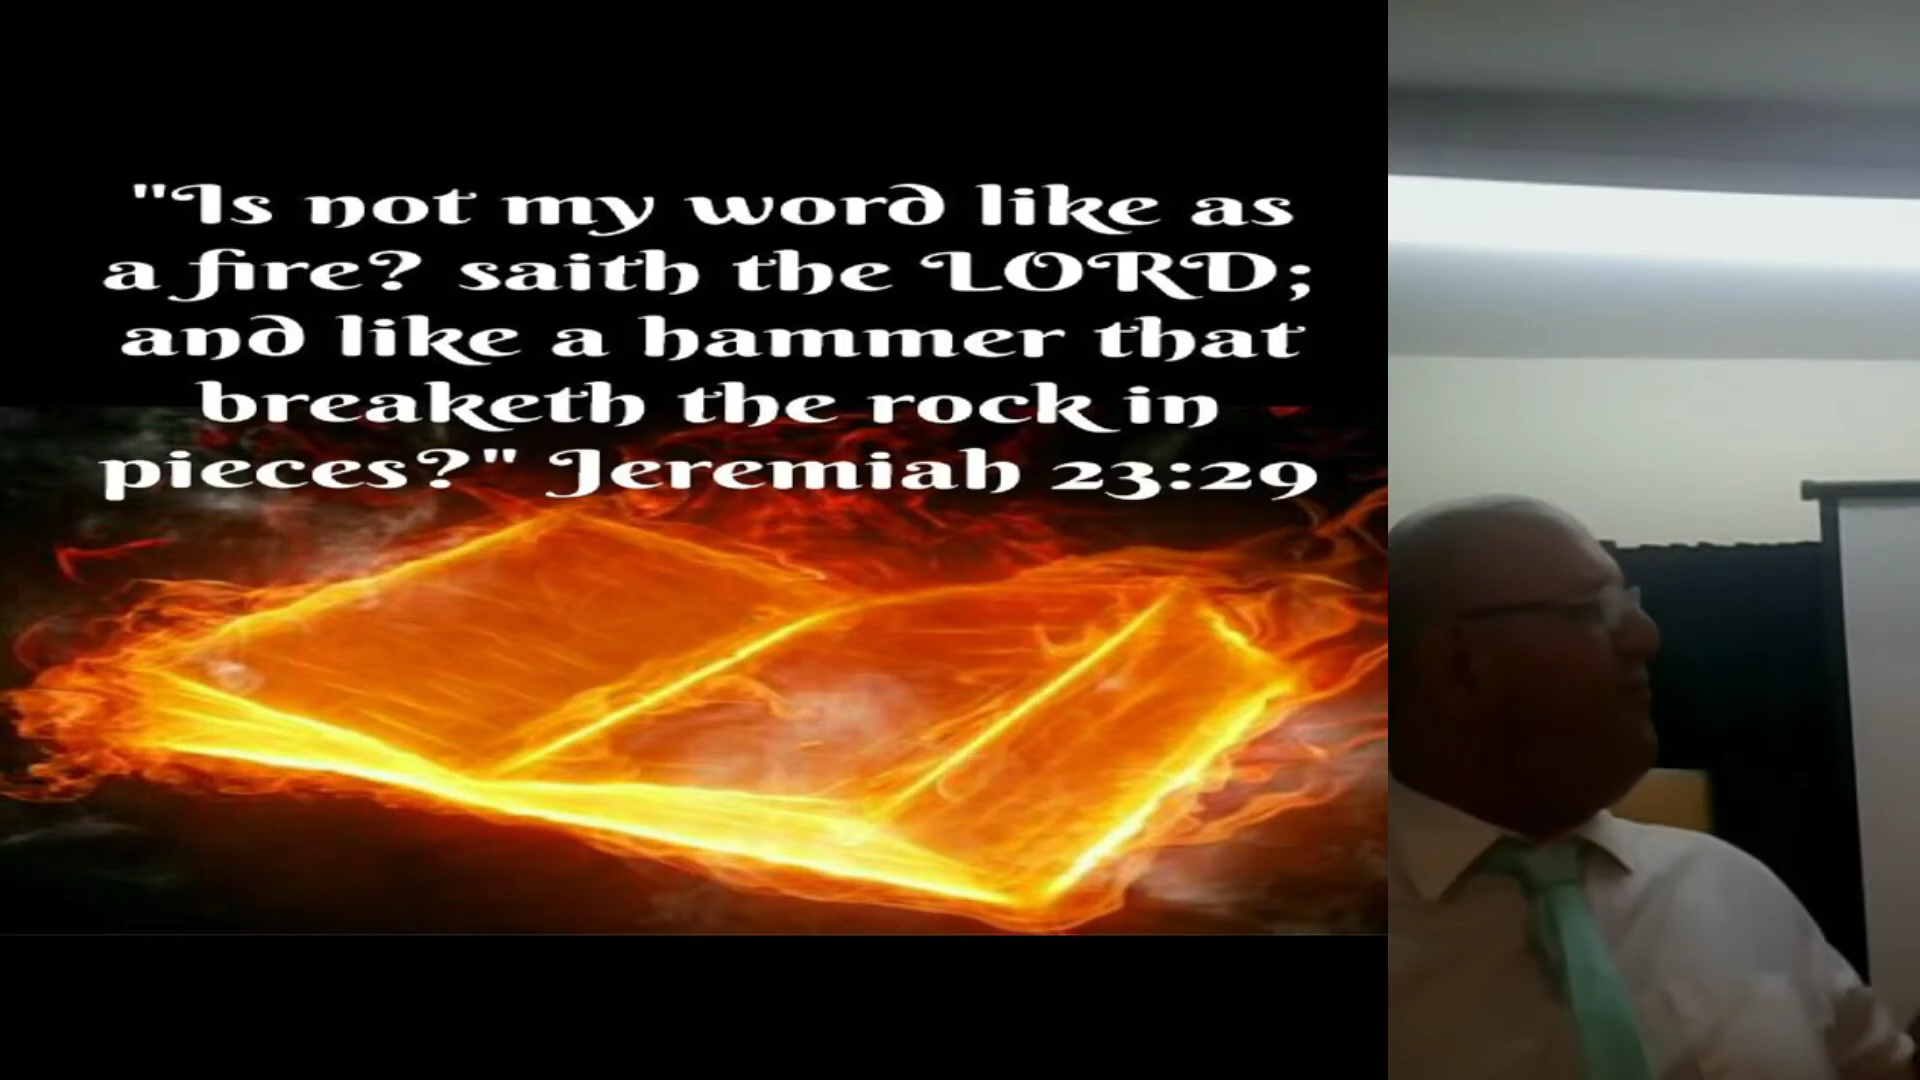 "Is not my word like as
a fire? saith the LORD;
and like a hammer that
breaketh the rock in
pieces?" Jeremiah 23:29